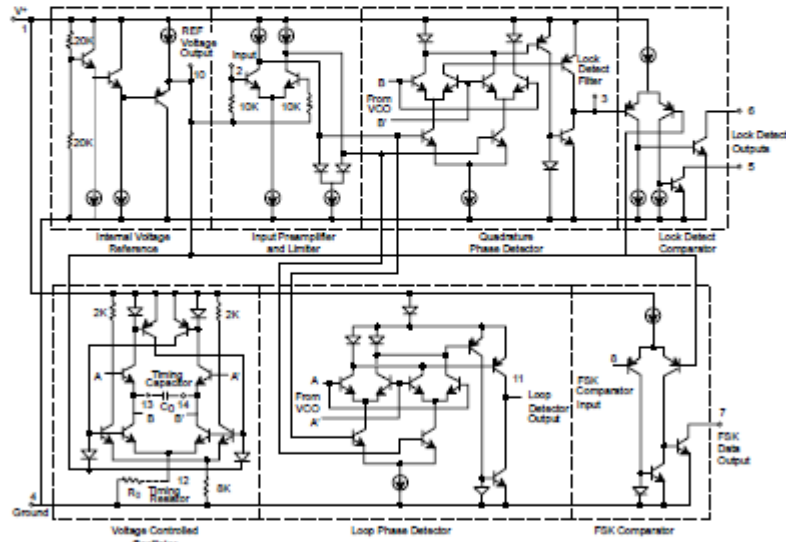 V+
1
20K
20K
REF
Voltage
Output
10
Input
2
10K
10K
B
From
VCO
B'
Lock
Detect
Filter
3
6
Lock Detect
Outputs
5
Internal Voltage
Reference
Input Preamplifier
and Limiter
Quadrature
Phase Detector
Lock Detect
Comparator
2K
2K
A
Timing
Capacitor
A'
13
C0
14
B
B'
12
R0
Timing
Resistor
8K
4
Ground
A
From
VCO
A'
11
Loop
Detector
Output
8
FSK
Comparator
Input
7
FSK
Data
Output
Voltage Controlled
Loop Phase Detector
FSK Comparator